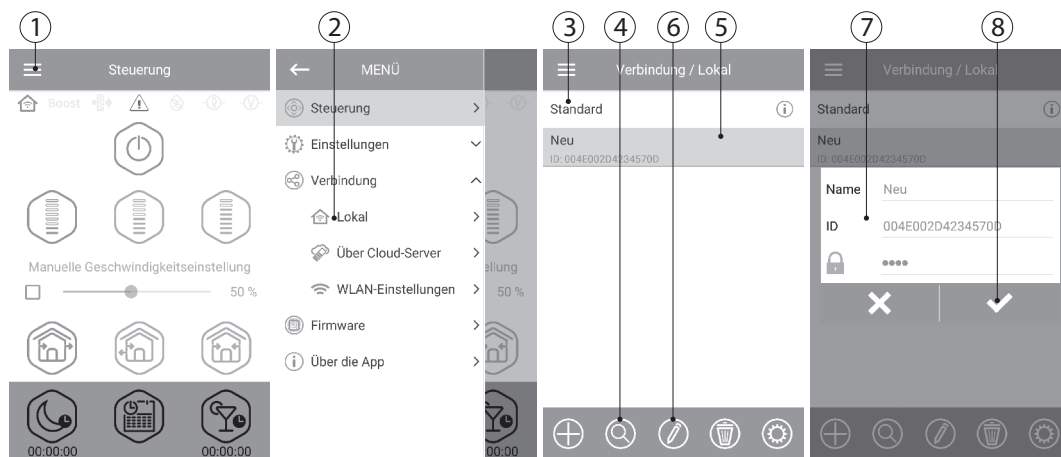 1
2
3
4
6
5
7
8
Steuerung
Boost
Manuelle Geschwindigkeitseinstellung
50 %
00:00:00
00:00:00
MENÜ
Steuerung
Einstellungen
Verbindung
Lokal
Über Cloud-Server
WLAN-Einstellungen
Firmware
Über die App
ellung
50 %
00:00
Verbindung / Lokal
Standard
Neu
ID: 004E002D4234570D
Verbindung / Lokal
Standard
Neu
ID: 004E002D4234570D
Name Neu
ID 004E002D4234570D